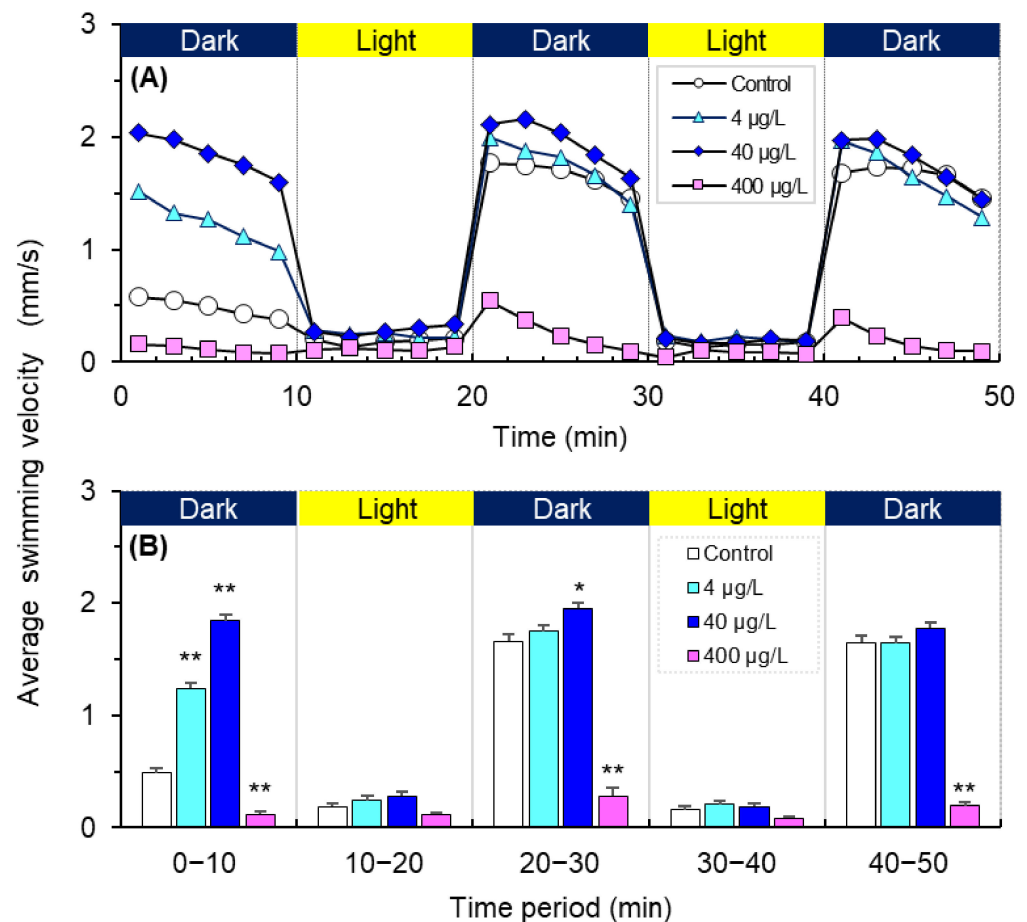 Average swimming velocity (mm/s)
3
2
1
0
Dark Light Dark Light Dark
(A)
Control
4 µg/L
40 µg/L
400 µg/L
0 10 20 30 40 50
Time (min)
3
2
1
0
Dark Light Dark Light Dark
(B)
Control
4 µg/L
40 µg/L
400 µg/L
** ** ** * ** **
0−10 10−20 20−30 30−40 40−50
Time period (min)